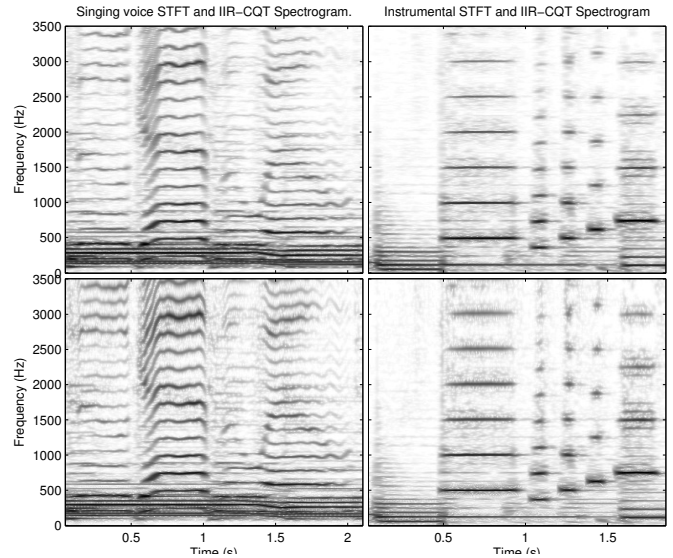 Singing voice STFT and IIR−CQT Spectrogram.
Instrumental STFT and IIR−CQT Spectrogram
3500
3000
2500
2000
1500
1000
500
0
Frequency (Hz)
3500
3000
2500
2000
1500
1000
500
0
Frequency (Hz)
0.5 1 1.5 2
0.5 1 1.5
Time (s)
Time (s)